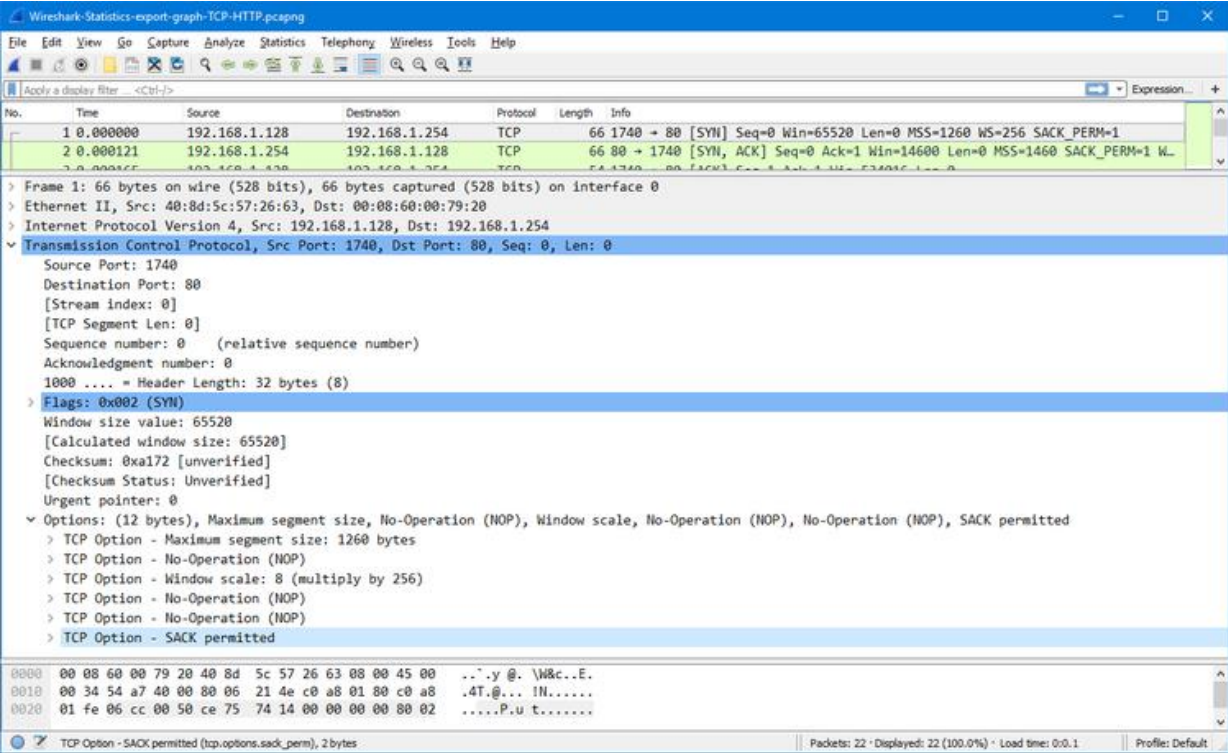 Wireshark-Statistics-export-graph-TCP-HTTP.pcapng
File Edit View Go Capture Analyze Statistics Telephony Wireless Tools Help
Apply a display filter ... <Ctrl-/> Expression... +
No. Time Source Destination Protocol Length Info
1 0.000000 192.168.1.128 192.168.1.254 TCP 66 1740 → 80 [SYN] Seq=0 Win=65520 Len=0 MSS=1260 WS=256 SACK_PERM=1
2 0.000121 192.168.1.254 192.168.1.128 TCP 66 80 → 1740 [SYN, ACK] Seq=0 Ack=1 Win=14600 Len=0 MSS=1460 SACK_PERM=1 W…
Frame 1: 66 bytes on wire (528 bits), 66 bytes captured (528 bits) on interface 0
Ethernet II, Src: 40:8d:5c:57:26:63, Dst: 00:08:60:00:79:20
Internet Protocol Version 4, Src: 192.168.1.128, Dst: 192.168.1.254
Transmission Control Protocol, Src Port: 1740, Dst Port: 80, Seq: 0, Len: 0
Source Port: 1740
Destination Port: 80
[Stream index: 0]
[TCP Segment Len: 0]
Sequence number: 0 (relative sequence number)
Acknowledgment number: 0
1000 .... = Header Length: 32 bytes (8)
Flags: 0x002 (SYN)
Window size value: 65520
[Calculated window size: 65520]
Checksum: 0xa172 [unverified]
[Checksum Status: Unverified]
Urgent pointer: 0
Options: (12 bytes), Maximum segment size, No-Operation (NOP), Window scale, No-Operation (NOP), No-Operation (NOP), SACK permitted
TCP Option - Maximum segment size: 1260 bytes
TCP Option - No-Operation (NOP)
TCP Option - Window scale: 8 (multiply by 256)
TCP Option - No-Operation (NOP)
TCP Option - No-Operation (NOP)
TCP Option - SACK permitted
0000 00 08 60 00 79 20 40 8d 5c 57 26 63 08 00 45 00 ..`.y @. \W&c..E.
0010 00 34 54 a7 40 00 80 06 21 4e c0 a8 01 80 c0 a8 .4T.@... !N......
0020 01 fe 06 cc 00 50 ce 75 74 14 00 00 00 00 80 02 .....P.u t.......
TCP Option - SACK permitted (tcp.options.sack_perm), 2 bytes Packets: 22 · Displayed: 22 (100.0%) · Load time: 0:0.1 Profile: Default